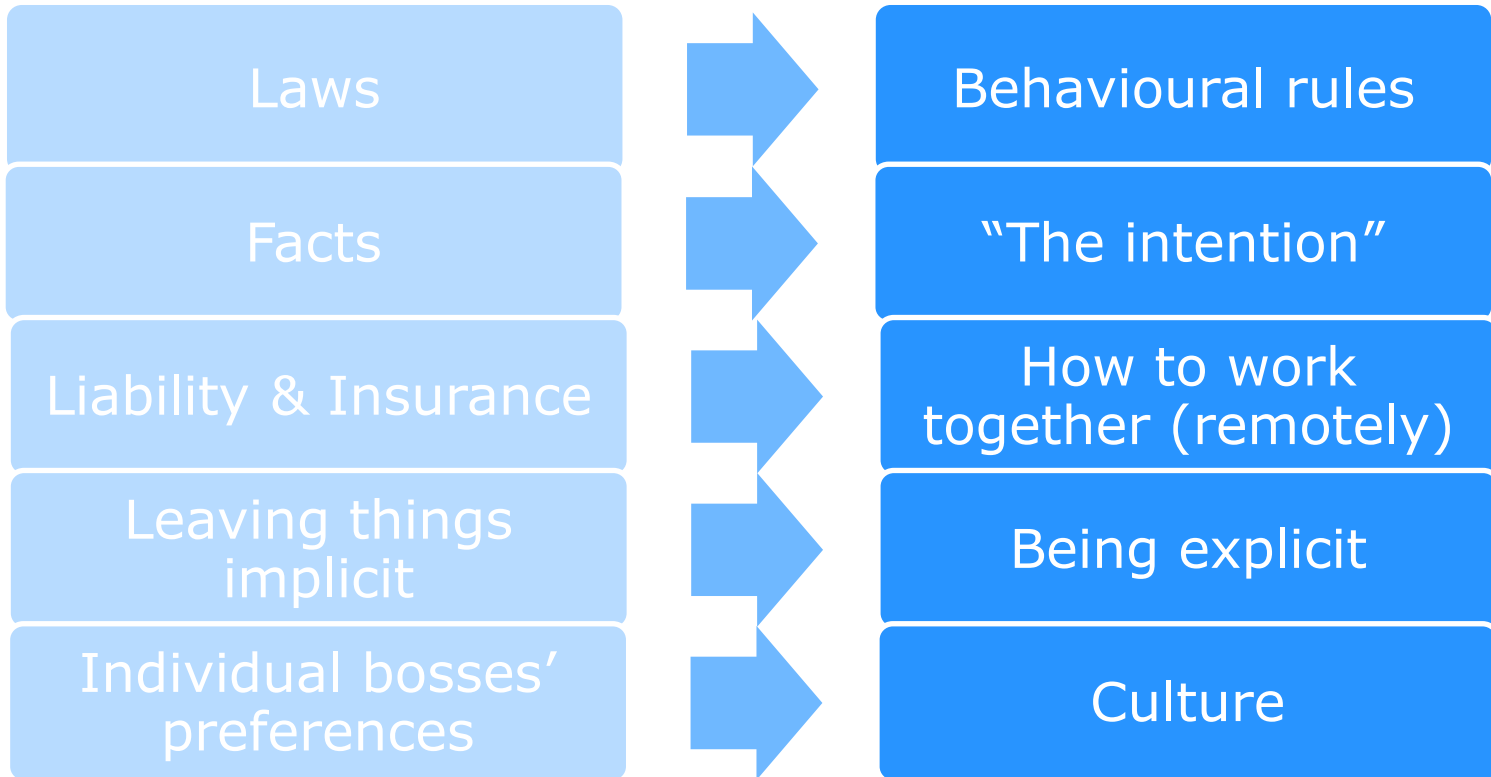 Laws
Behavioural rules
Facts
“The intention”
Liability & Insurance
How to work
together (remotely)
Leaving things
implicit
Being explicit
Individual bosses’
preferences
Culture